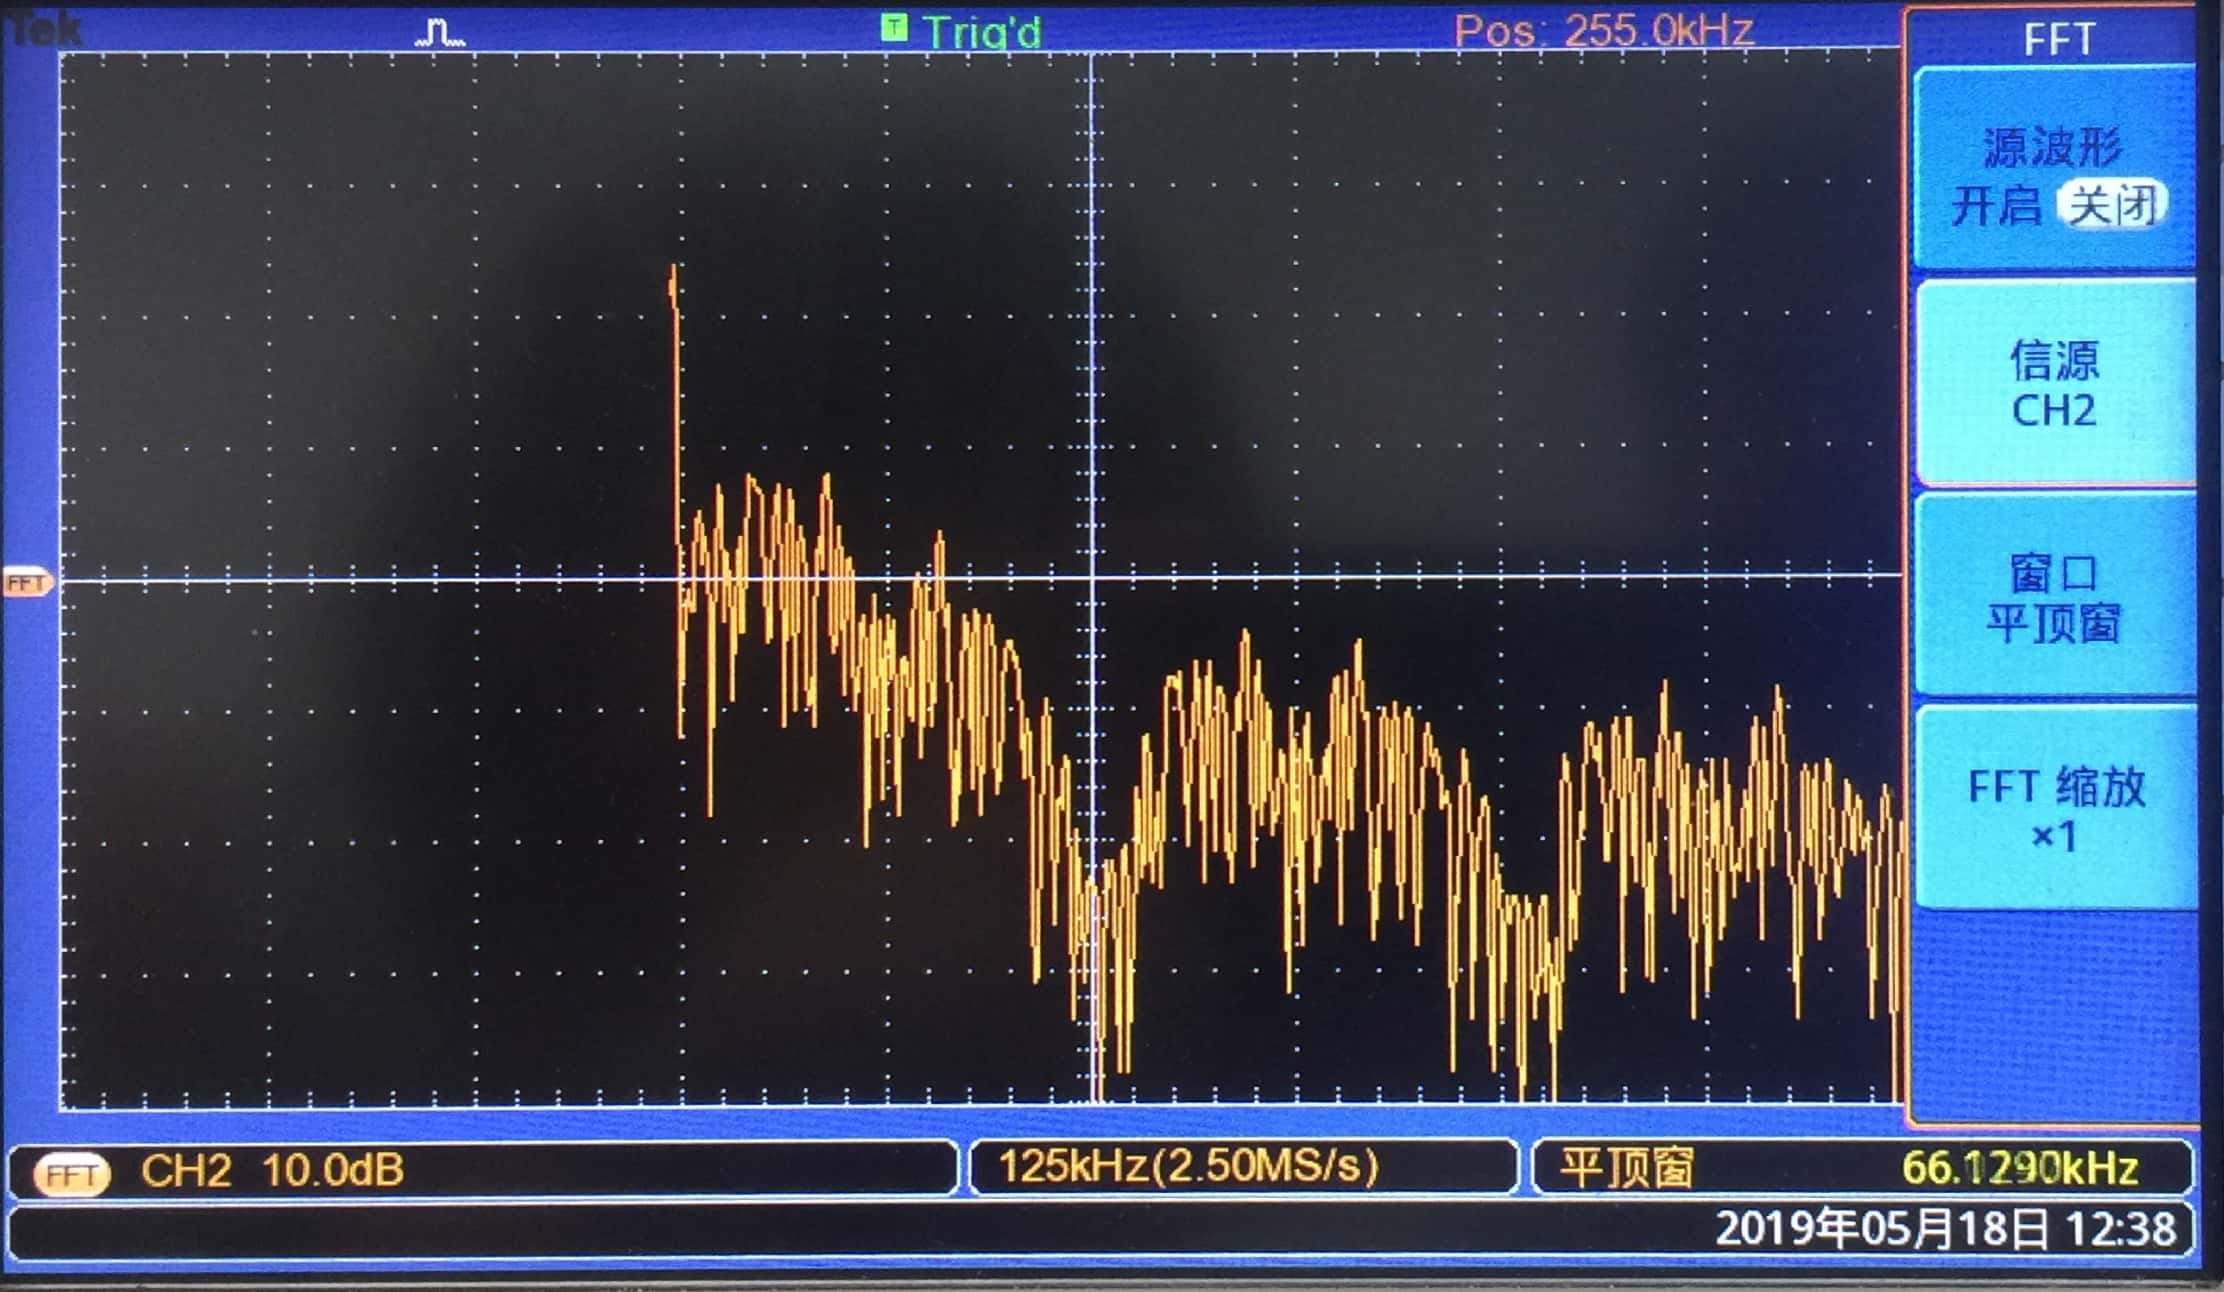 Tek
Trig'd
Pos: 255.0kHz
FFT
源波形
开启 关闭
信源
CH2
FFT
窗口
平顶窗
FFT 缩放
×1
FFT CH2 10.0dB
125kHz(2.50MS/s)
平顶窗 66.1290kHz
2019年05月18日 12:38